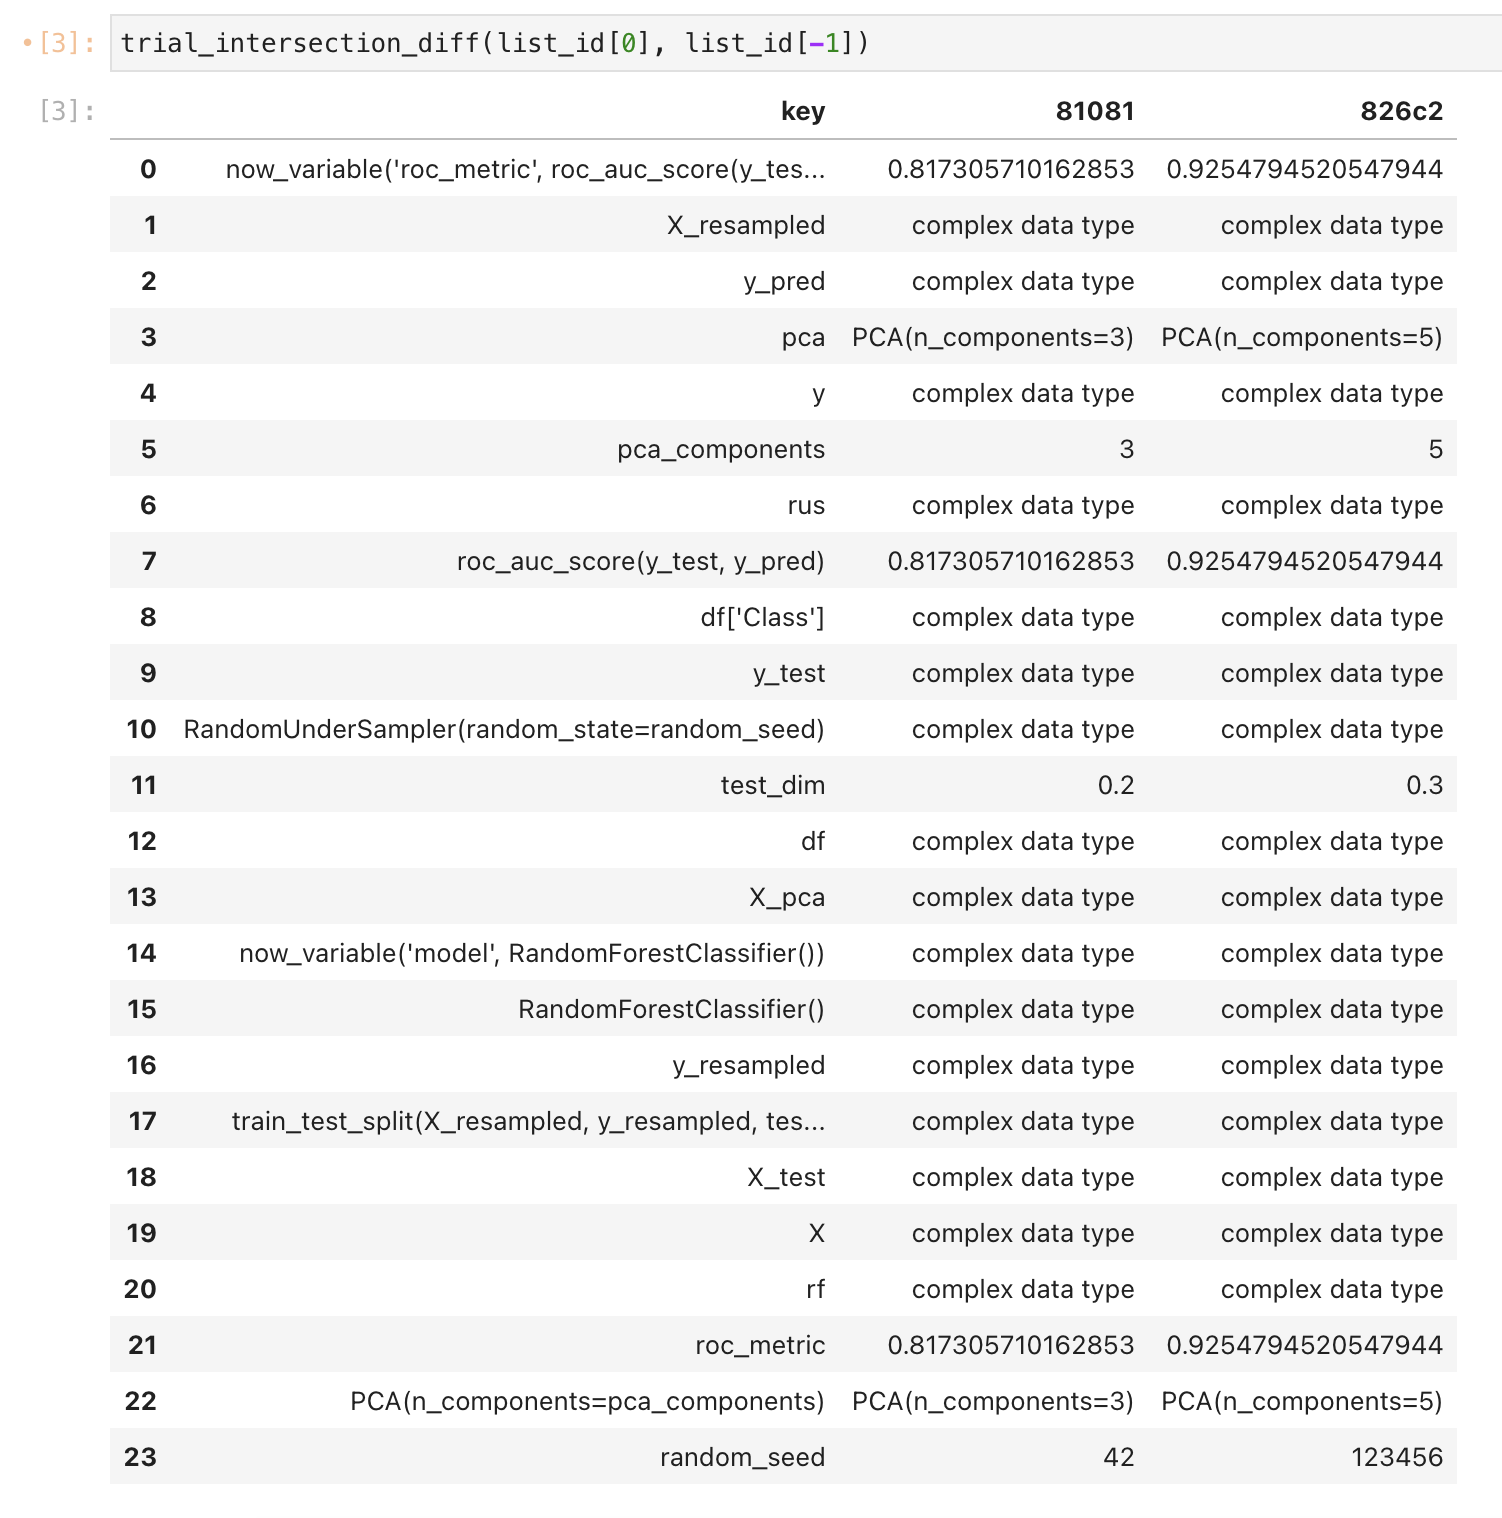 •[3]: trial_intersection_diff(list_id[0], list_id[-1])
[3]: key 81081 826c2
0 now_variable('roc_metric', roc_auc_score(y_tes... 0.817305710162853 0.9254794520547944
1 X_resampled complex data type complex data type
2 y_pred complex data type complex data type
3 pca PCA(n_components=3) PCA(n_components=5)
4 y complex data type complex data type
5 pca_components 3 5
6 rus complex data type complex data type
7 roc_auc_score(y_test, y_pred) 0.817305710162853 0.9254794520547944
8 df['Class'] complex data type complex data type
9 y_test complex data type complex data type
10 RandomUnderSampler(random_state=random_seed) complex data type complex data type
11 test_dim 0.2 0.3
12 df complex data type complex data type
13 X_pca complex data type complex data type
14 now_variable('model', RandomForestClassifier()) complex data type complex data type
15 RandomForestClassifier() complex data type complex data type
16 y_resampled complex data type complex data type
17 train_test_split(X_resampled, y_resampled, tes... complex data type complex data type
18 X_test complex data type complex data type
19 X complex data type complex data type
20 rf complex data type complex data type
21 roc_metric 0.817305710162853 0.9254794520547944
22 PCA(n_components=pca_components) PCA(n_components=3) PCA(n_components=5)
23 random_seed 42 123456